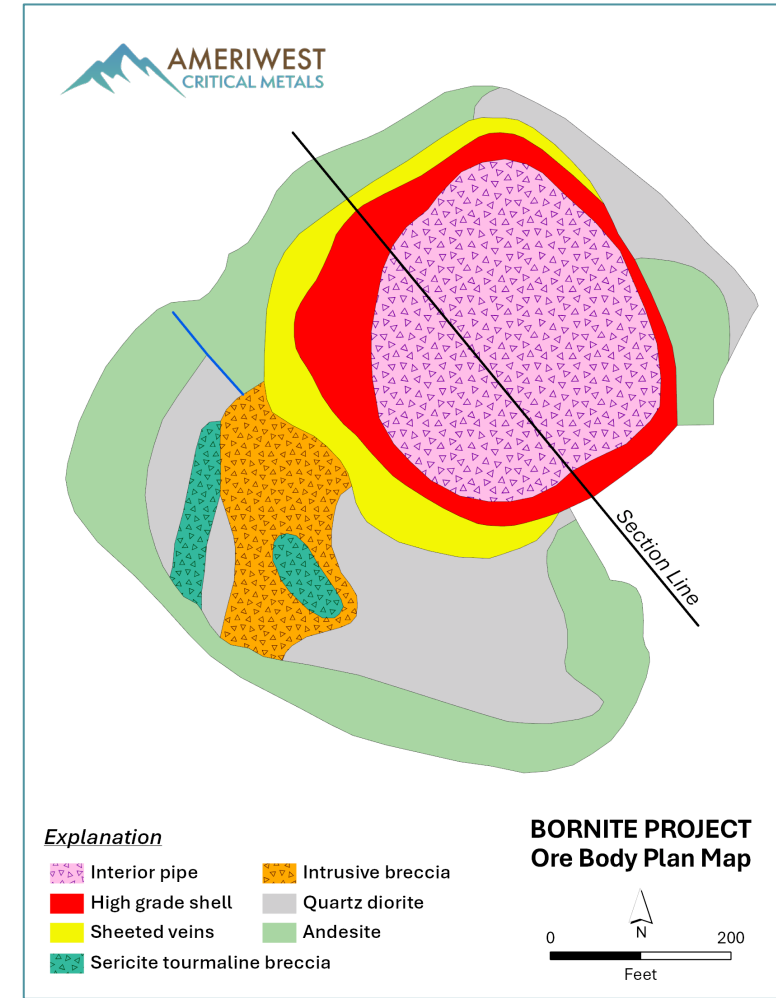 AMERIWEST
CRITICAL METALS
Section Line
Explanation
Interior pipe
High grade shell
Sheeted veins
Sericite tourmaline breccia
Intrusive breccia
Quartz diorite
Andesite
BORNITE PROJECT
Ore Body Plan Map
N
0 200
Feet